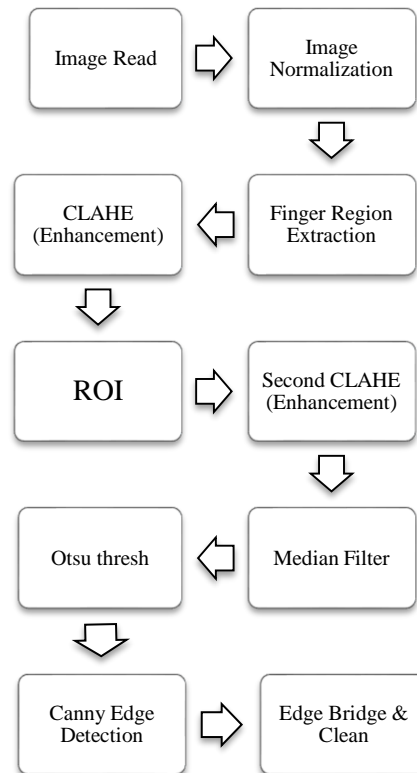 Image Read
Image
Normalization
Finger Region
Extraction
CLAHE
(Enhancement)
ROI
Second CLAHE
(Enhancement)
Median Filter
Otsu thresh
Canny Edge
Detection
Edge Bridge &
Clean